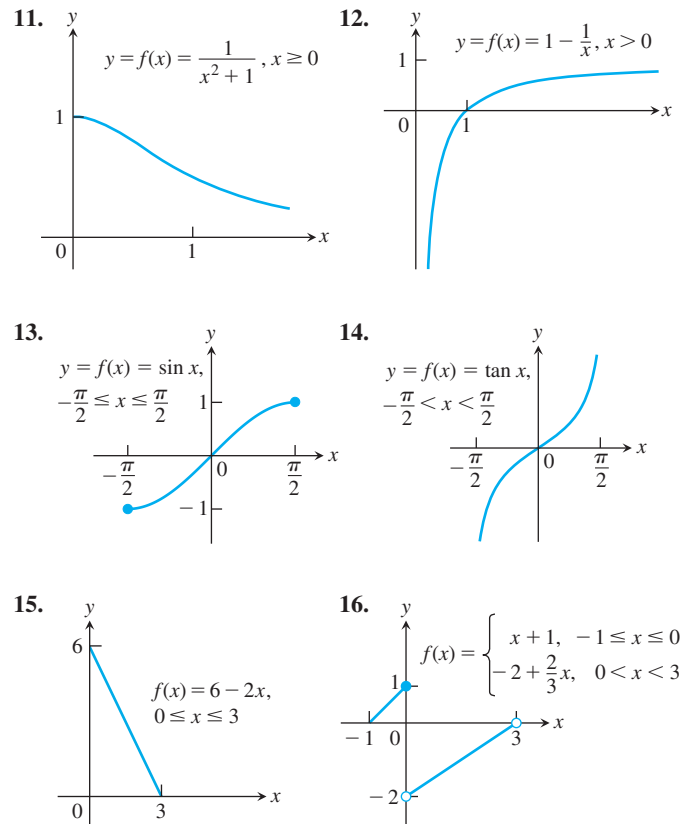 11.
y
y = f(x) = 1/(x² + 1), x ≥ 0
1
0
1
x
12.
y
y = f(x) = 1 − 1/x, x > 0
1
0
1
x
13.
y
y = f(x) = sin x,
−π/2 ≤ x ≤ π/2
1
x
−π/2
0
π/2
−1
14.
y
y = f(x) = tan x,
−π/2 < x < π/2
x
−π/2
0
π/2
15.
y
6
f(x) = 6 − 2x,
0 ≤ x ≤ 3
0
3
x
16.
y
f(x) = { x + 1, −1 ≤ x ≤ 0
−2 + 2/3 x, 0 < x < 3
1
x
−1
0
3
−2